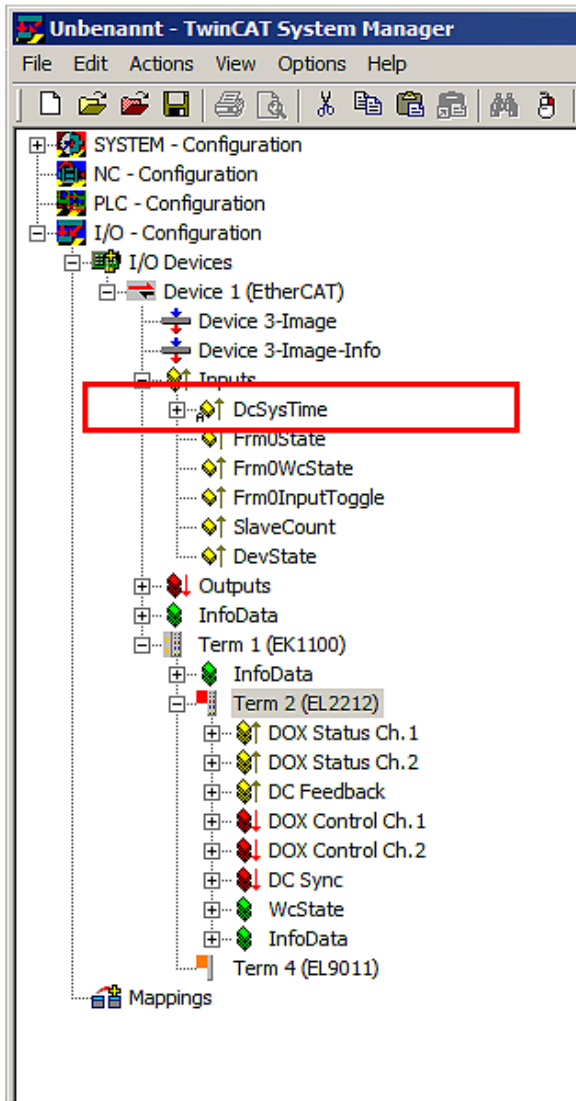 Unbenannt - TwinCAT System Manager
File Edit Actions View Options Help
SYSTEM - Configuration
NC - Configuration
PLC - Configuration
I/O - Configuration
I/O Devices
Device 1 (EtherCAT)
Device 3-Image
Device 3-Image-Info
Inputs
DcSysTime
Frm0State
Frm0WcState
Frm0InputToggle
SlaveCount
DevState
Outputs
InfoData
Term 1 (EK1100)
InfoData
Term 2 (EL2212)
DOX Status Ch.1
DOX Status Ch.2
DC Feedback
DOX Control Ch.1
DOX Control Ch.2
DC Sync
WcState
InfoData
Term 4 (EL9011)
Mappings